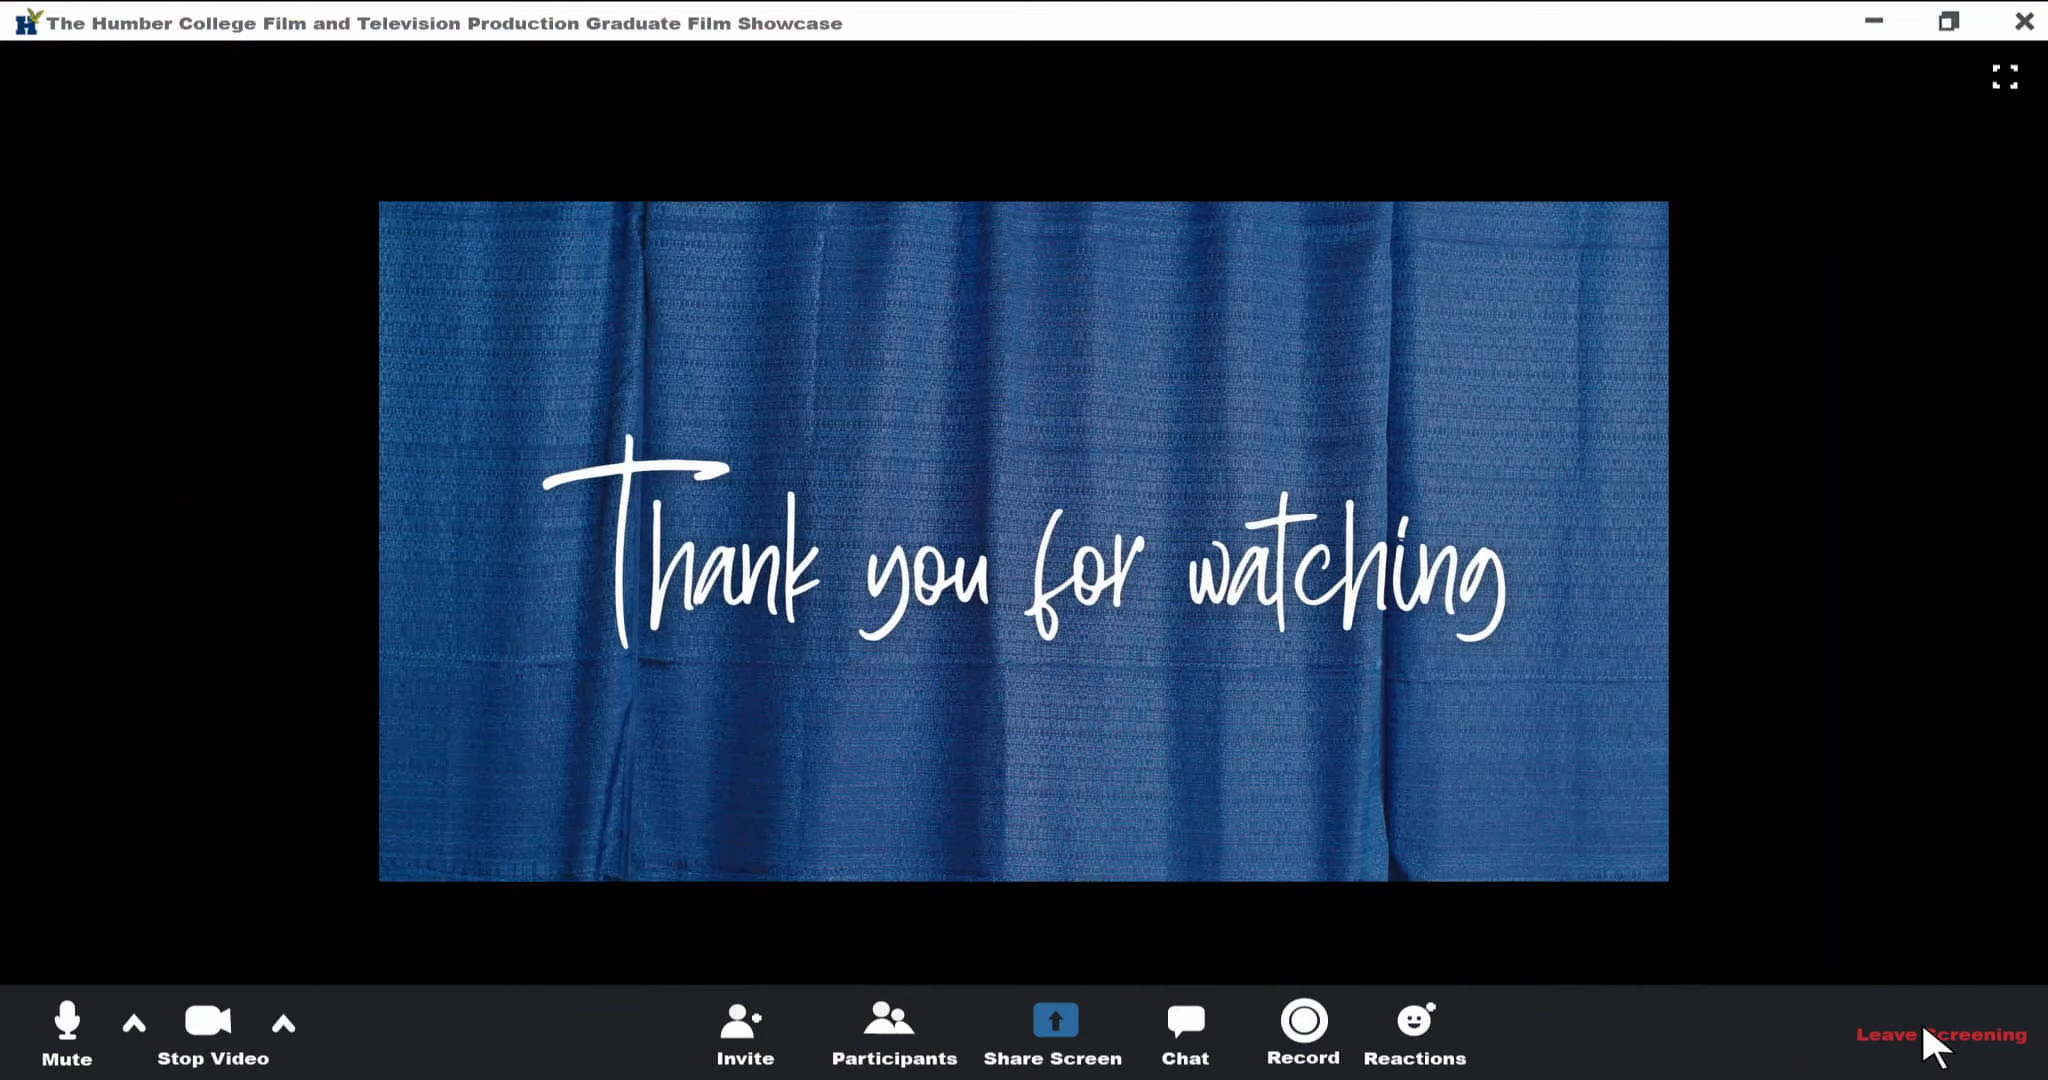 The Humber College Film and Television Production Graduate Film Showcase
Thank you for watching
Mute
Stop Video
Invite
Participants
Share Screen
Chat
Record
Reactions
Leave Screening